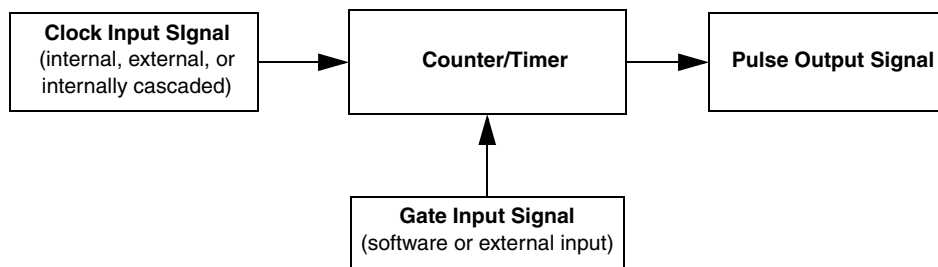 Clock Input SIgnal
(internal, external, or
internally cascaded)
Counter/Timer
Pulse Output Signal
Gate Input Signal
(software or external input)